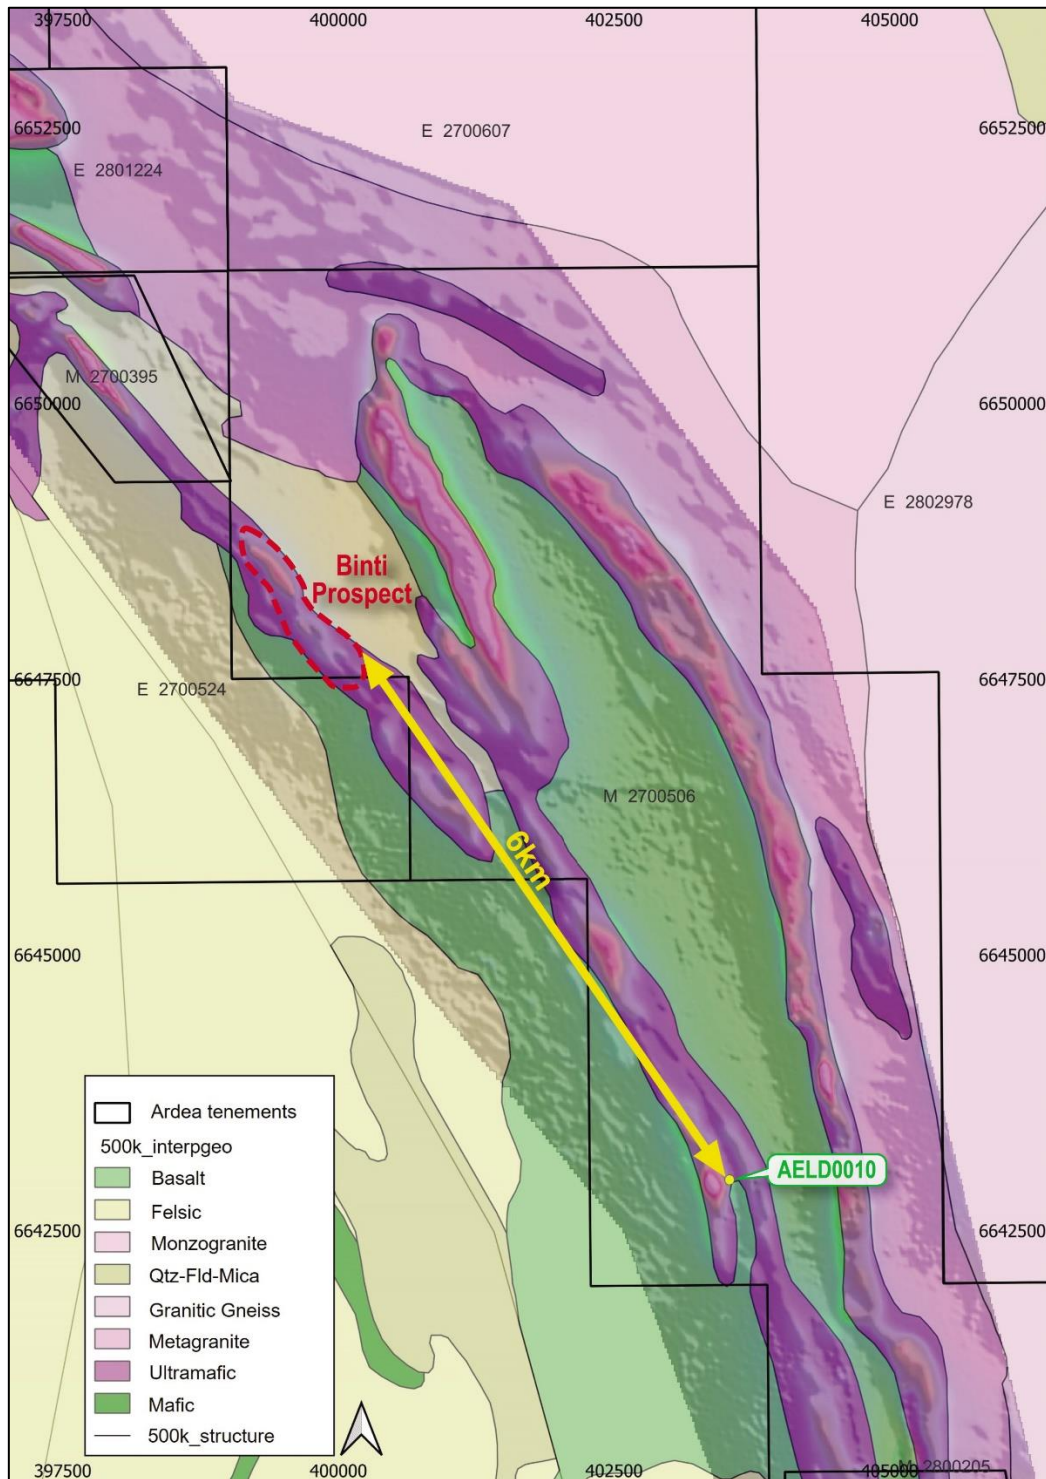 397500 400000 402500 405000
6652500 6652500
E 2700607
E 2801224
M 2700395
6650000 6650000
E 2802978
Binti
Prospect
6647500 6647500
E 2700524
M 2700506
6km
6645000 6645000
AELD0010
6642500 6642500
Ardea tenements
500k_interpgeo
Basalt
Felsic
Monzogranite
Qtz-Fld-Mica
Granitic Gneiss
Metagranite
Ultramafic
Mafic
500k_structure
M 2800205
397500 400000 402500 405000